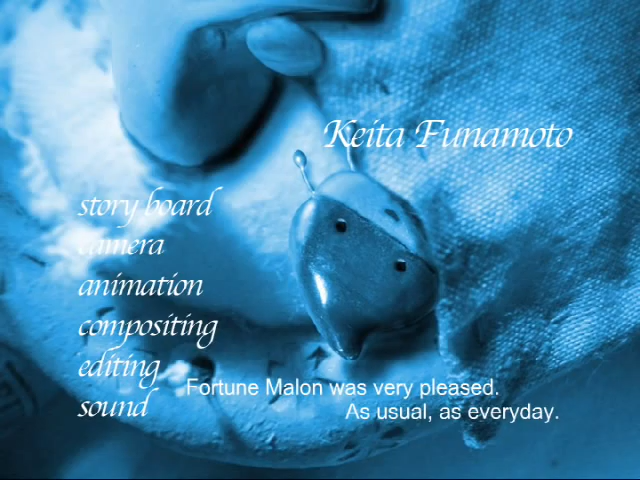 Keita Funamoto
story board
camera
animation
compositing
editing
sound
Fortune Malon was very pleased.
As usual, as everyday.